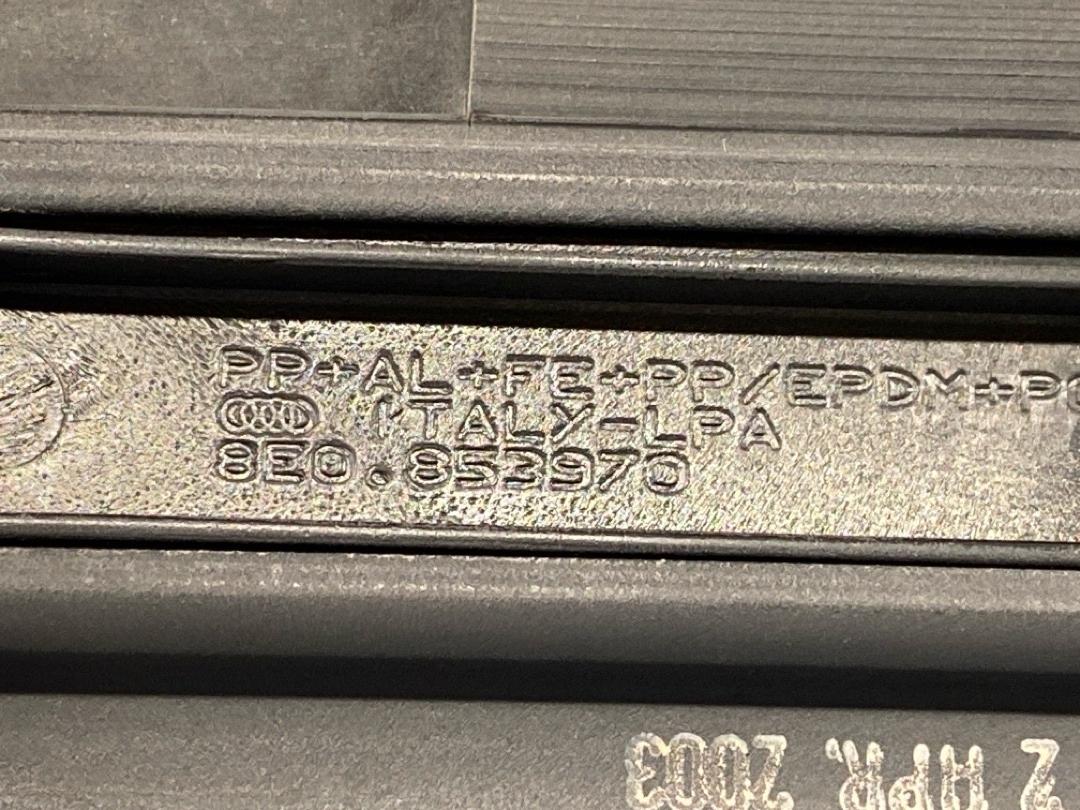 PP+AL+FE+PP/EPDM+P
ITALY-LPA
8E0.853970
2 APR. 2003